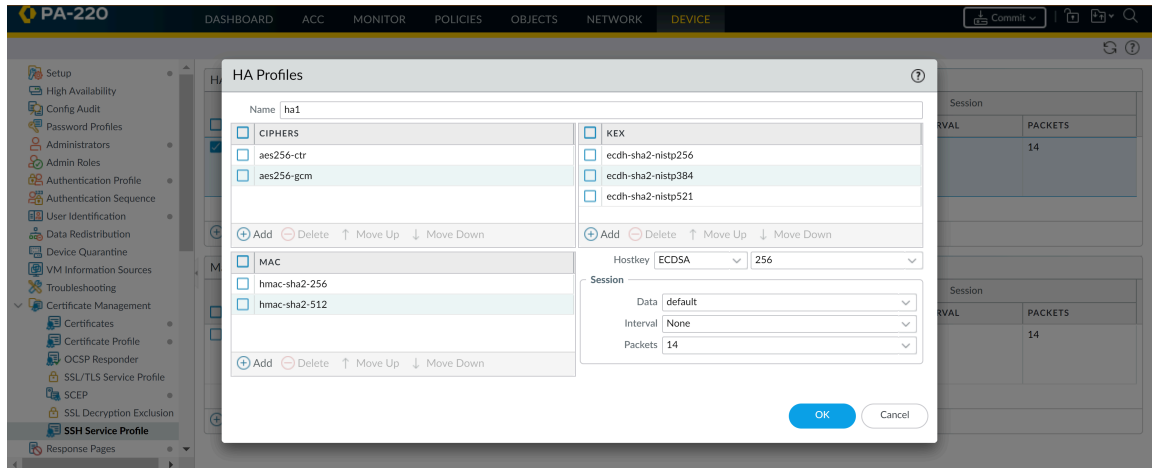 PA-220
DASHBOARD ACC MONITOR POLICIES OBJECTS NETWORK DEVICE
Commit
Setup
High Availability
Config Audit
Password Profiles
Administrators
Admin Roles
Authentication Profile
Authentication Sequence
User Identification
Data Redistribution
Device Quarantine
VM Information Sources
Troubleshooting
Certificate Management
Certificates
Certificate Profile
OCSP Responder
SSL/TLS Service Profile
SCEP
SSL Decryption Exclusion
SSH Service Profile
Response Pages
HA Profiles
Name ha1
CIPHERS
aes256-ctr
aes256-gcm
Add Delete Move Up Move Down
KEX
ecdh-sha2-nistp256
ecdh-sha2-nistp384
ecdh-sha2-nistp521
Add Delete Move Up Move Down
MAC
hmac-sha2-256
hmac-sha2-512
Add Delete Move Up Move Down
Hostkey ECDSA 256
Session
Data default
Interval None
Packets 14
OK Cancel
Session
RVAL PACKETS
14
Session
RVAL PACKETS
14